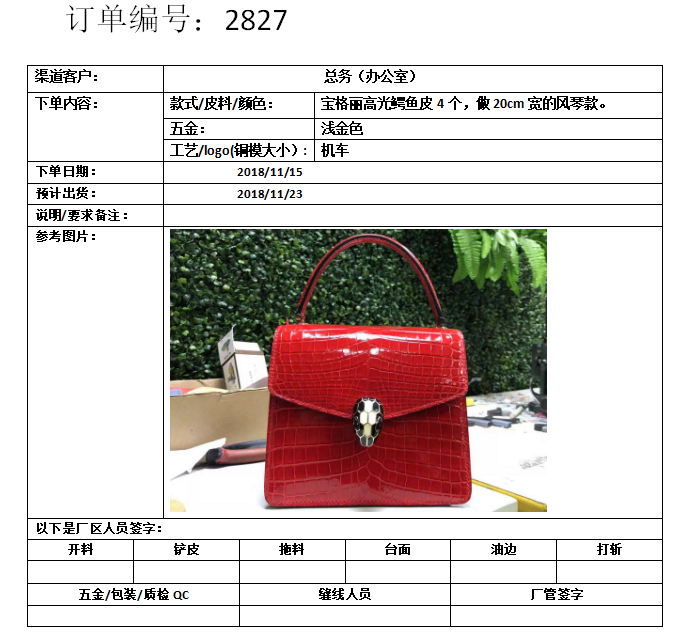 订单编号：2827
渠道客户： 总务（办公室）
下单内容： 款式/皮料/颜色： 宝格丽高光鳄鱼皮 4 个，做 20cm 宽的风琴款。
五金： 浅金色
工艺/logo(铜模大小）: 机车
下单日期： 2018/11/15
预计出货： 2018/11/23
说明/要求备注：
参考图片：
以下是厂区人员签字：
开料 铲皮 拖料 台面 油边 打斩
五金/包装/质检 QC 缝线人员 厂管签字